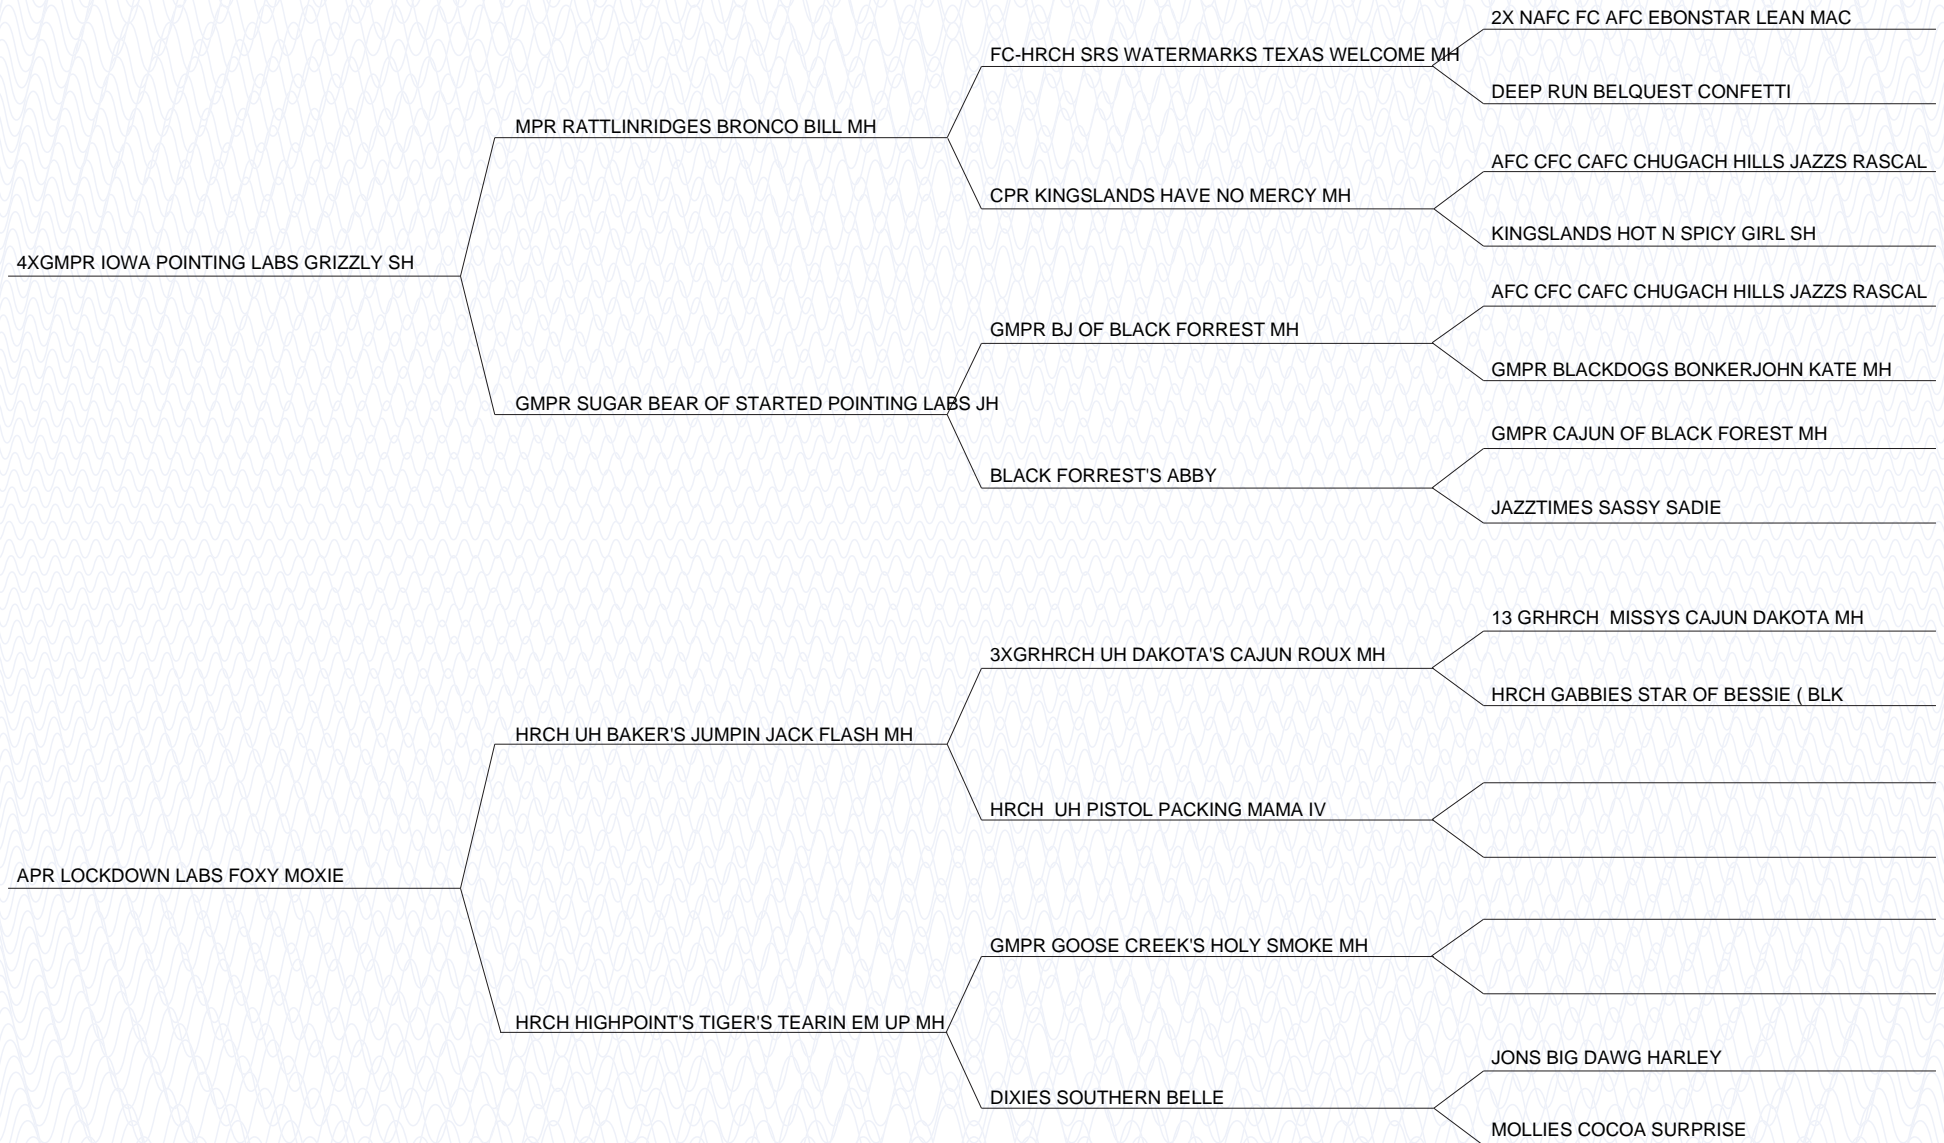 2X NAFC FC AFC EBONSTAR LEAN MAC
FC-HRCH SRS WATERMARKS TEXAS WELCOME MH
DEEP RUN BELQUEST CONFETTI
MPR RATTLINRIDGES BRONCO BILL MH
AFC CFC CAFC CHUGACH HILLS JAZZS RASCAL
CPR KINGSLANDS HAVE NO MERCY MH
KINGSLANDS HOT N SPICY GIRL SH
4XGMPR IOWA POINTING LABS GRIZZLY SH
AFC CFC CAFC CHUGACH HILLS JAZZS RASCAL
GMPR BJ OF BLACK FORREST MH
GMPR BLACKDOGS BONKERJOHN KATE MH
GMPR SUGAR BEAR OF STARTED POINTING LABS JH
GMPR CAJUN OF BLACK FOREST MH
BLACK FORREST'S ABBY
JAZZTIMES SASSY SADIE
13 GRHRCH  MISSYS CAJUN DAKOTA MH
3XGRHRCH UH DAKOTA'S CAJUN ROUX MH
HRCH GABBIES STAR OF BESSIE ( BLK
HRCH UH BAKER'S JUMPIN JACK FLASH MH
HRCH  UH PISTOL PACKING MAMA IV
APR LOCKDOWN LABS FOXY MOXIE
GMPR GOOSE CREEK'S HOLY SMOKE MH
HRCH HIGHPOINT'S TIGER'S TEARIN EM UP MH
JONS BIG DAWG HARLEY
DIXIES SOUTHERN BELLE
MOLLIES COCOA SURPRISE